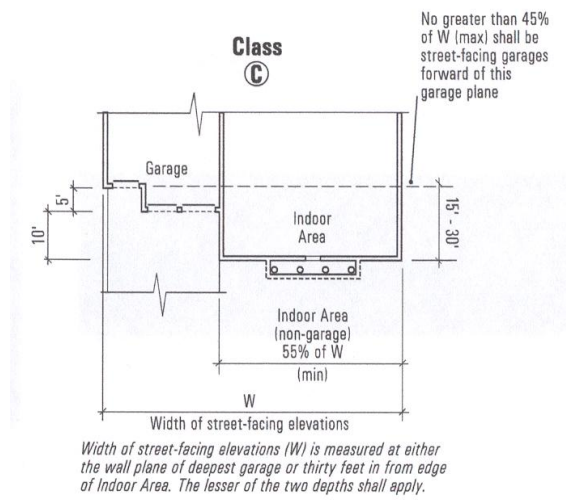 No greater than 45%
of W (max) shall be
street-facing garages
forward of this
garage plane
Class
C
Garage
5'
10'
Indoor
Area
15' - 30'
Indoor Area
(non-garage)
55% of W
(min)
W
Width of street-facing elevations
Width of street-facing elevations (W) is measured at either
the wall plane of deepest garage or thirty feet in from edge
of Indoor Area. The lesser of the two depths shall apply.